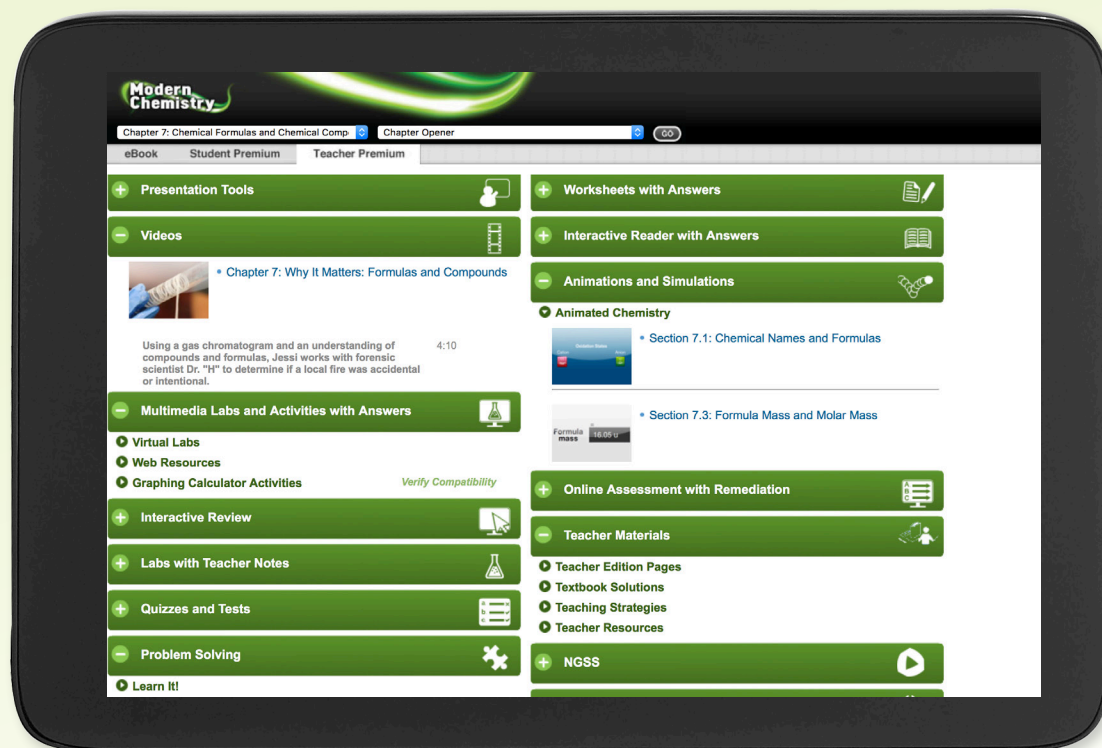 Modern
Chemistry
Chapter 7: Chemical Formulas and Chemical Comp
Chapter Opener
GO
eBook
Student Premium
Teacher Premium
Presentation Tools
Videos
Chapter 7: Why It Matters: Formulas and Compounds
Using a gas chromatogram and an understanding of
compounds and formulas, Jessi works with forensic
scientist Dr. "H" to determine if a local fire was accidental
or intentional.
4:10
Multimedia Labs and Activities with Answers
Virtual Labs
Web Resources
Graphing Calculator Activities
Verify Compatibility
Interactive Review
Labs with Teacher Notes
Quizzes and Tests
a
b
c
Problem Solving
Learn It!
Worksheets with Answers
Interactive Reader with Answers
Animations and Simulations
Animated Chemistry
Section 7.1: Chemical Names and Formulas
Formula
mass
16.05 u
Section 7.3: Formula Mass and Molar Mass
Online Assessment with Remediation
A
B
C
Teacher Materials
Teacher Edition Pages
Textbook Solutions
Teaching Strategies
Teacher Resources
NGSS